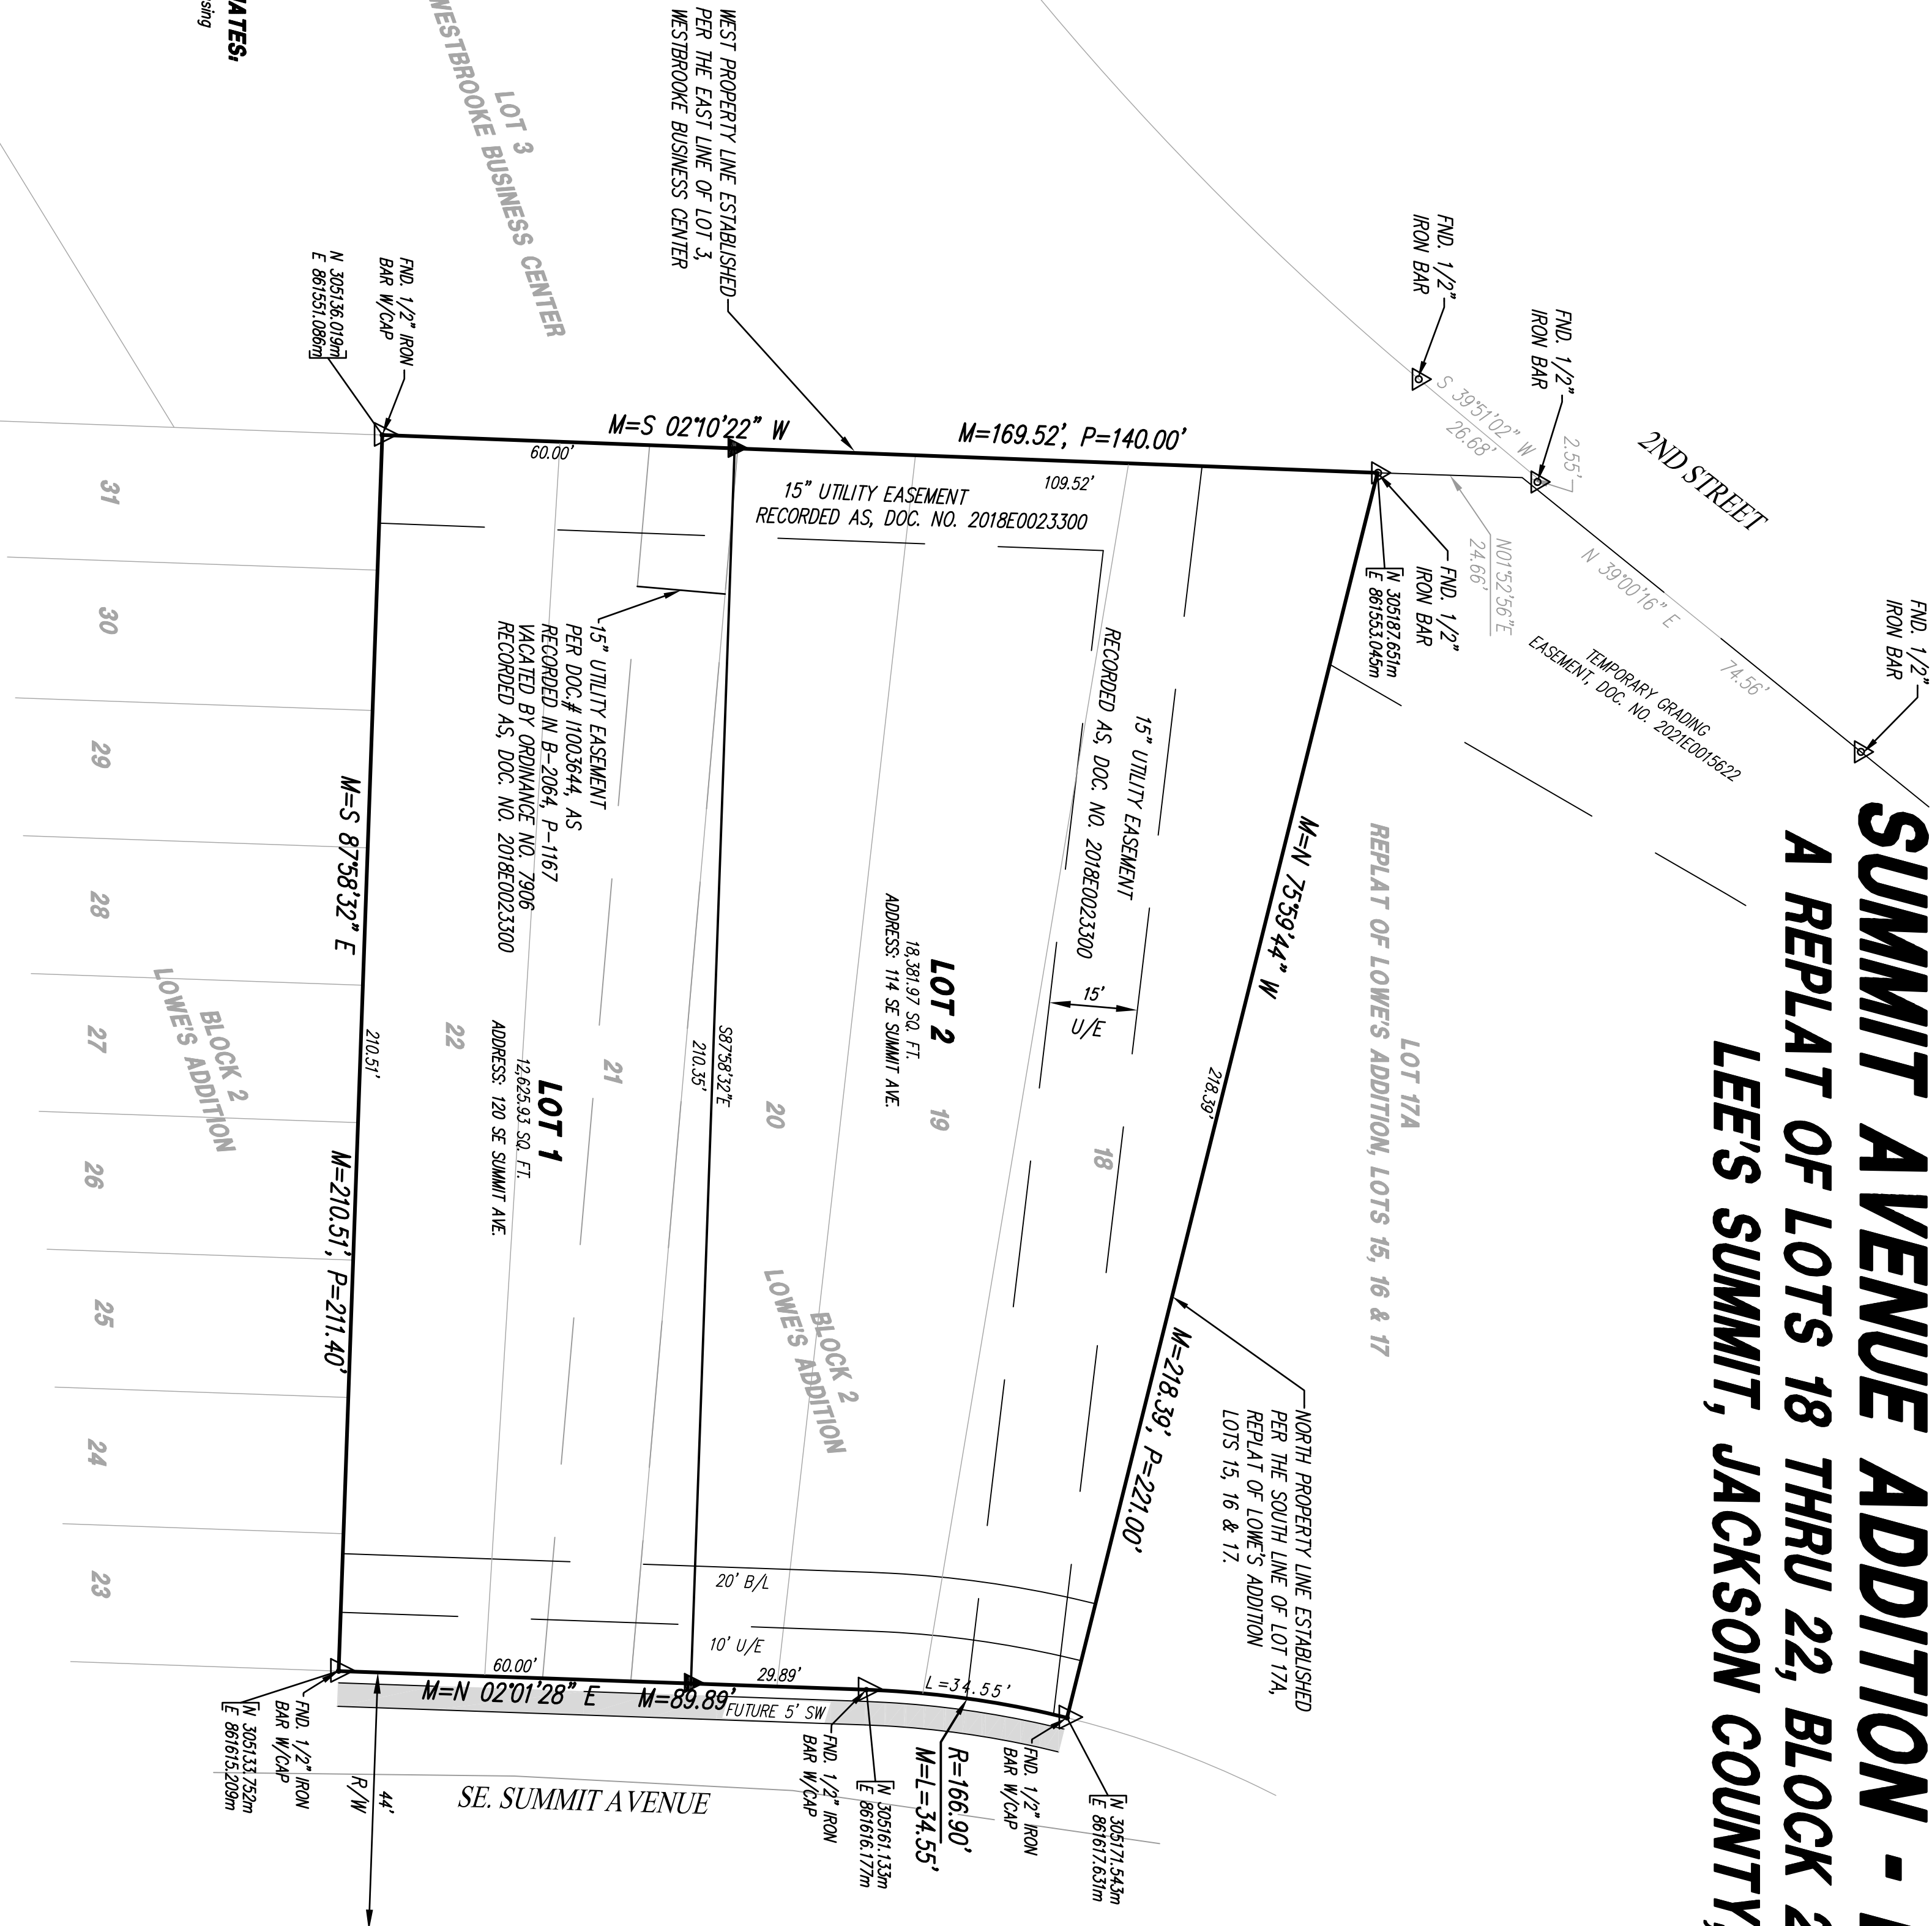 SUMMIT AVENUE ADDITION -
A REPLAT OF LOTS 18 THRU 22, BLOCK 2
LEE'S SUMMIT, JACKSON COUNTY,
FND. 1/2" IRON BAR
2ND STREET
FND. 1/2"
IRON BAR
FND. 1/2"
IRON BAR
S 39°51'02" W
26.68'
2.55'
N 39°00'16" E
74.56'
N01°52'56"E
24.66'
TEMPORARY GRADING
EASEMENT, DOC. NO. 2021E0015622
FND. 1/2"
IRON BAR
N 305187.651m
E 861553.045m
LOT 17A
REPLAT OF LOWE'S ADDITION, LOTS 15, 16 & 17
M=N 75°59'44" W
218.39'
M=218.39', P=221.00'
NORTH PROPERTY LINE ESTABLISHED
PER THE SOUTH LINE OF LOT 17A,
REPLAT OF LOWE'S ADDITION
LOTS 15, 16 & 17.
WEST PROPERTY LINE ESTABLISHED
PER THE EAST LINE OF LOT 3,
WESTBROOKE BUSINESS CENTER
M=169.52', P=140.00'
M=S 02°10'22" W
109.52'
60.00'
15" UTILITY EASEMENT
RECORDED AS, DOC. NO. 2018E0023300
15" UTILITY EASEMENT
RECORDED AS, DOC. NO. 2018E0023300
15'
U/E
18
LOT 2
18,381.97 SQ. FT.
ADDRESS: 114 SE SUMMIT AVE.
19
20
BLOCK 2
LOWE'S ADDITION
S87°58'32"E
210.35'
15" UTILITY EASEMENT
PER DOC.# I1003644, AS
RECORDED IN B-2064, P-1167
VACATED BY ORDINANCE NO. 7906
RECORDED AS, DOC. NO. 2018E0023300
21
LOT 1
12,625.93 SQ. FT.
ADDRESS: 120 SE SUMMIT AVE.
22
20' B/L
10' U/E
60.00'
29.89'
L=34.55'
M=N 02°01'28" E
M=89.89'
FUTURE 5' SW
R=166.90'
M=L=34.55'
FND. 1/2" IRON
BAR W/CAP
N 305171.543m
E 861617.631m
FND. 1/2" IRON
BAR W/CAP
N 305161.133m
E 861616.177m
SE. SUMMIT AVENUE
44'
R/W
FND. 1/2" IRON
BAR W/CAP
N 305133.752m
E 861615.209m
LOT 3
WESTBROOKE BUSINESS CENTER
FND. 1/2" IRON
BAR W/CAP
N 305136.019m
E 861551.086m
M=S 87°58'32" E
210.51'
M=210.51', P=211.40'
BLOCK 2
LOWE'S ADDITION
31
30
29
28
27
26
25
24
23